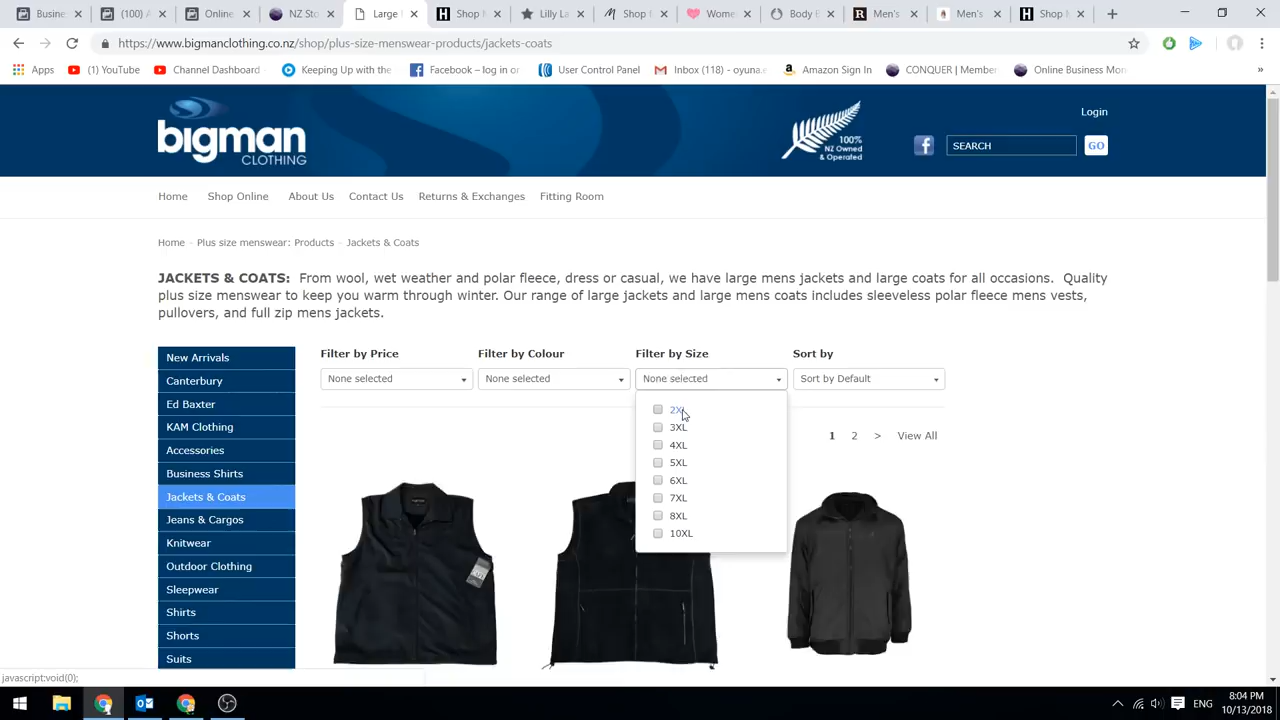 Busine
(100) A
Online
NZ Sto
Large
Shop h
Lilly La
Shop
Wome
Body E
Men's
Men's
Shop I
https://www.bigmanclothing.co.nz/shop/plus-size-menswear-products/jackets-coats
Apps
(1) YouTube
Channel Dashboard
Keeping Up with the
Facebook – log in or
User Control Panel
Inbox (118) - oyuna.e
Amazon Sign In
CONQUER | Member
Online Business Mon
»
bigman
CLOTHING
100%
NZ Owned
& Operated
Login
SEARCH
GO
Home
Shop Online
About Us
Contact Us
Returns & Exchanges
Fitting Room
Home - Plus size menswear: Products - Jackets & Coats
JACKETS & COATS: From wool, wet weather and polar fleece, dress or casual, we have large mens jackets and large coats for all occasions. Quality
plus size menswear to keep you warm through winter. Our range of large jackets and large mens coats includes sleeveless polar fleece mens vests,
pullovers, and full zip mens jackets.
New Arrivals
Canterbury
Ed Baxter
KAM Clothing
Accessories
Business Shirts
Jackets & Coats
Jeans & Cargos
Knitwear
Outdoor Clothing
Sleepwear
Shirts
Shorts
Suits
Filter by Price
Filter by Colour
Filter by Size
Sort by
None selected
None selected
None selected
Sort by Default
2XL
3XL
4XL
5XL
6XL
7XL
8XL
10XL
1 2 > View All
javascript:void(0);
ENG
8:04 PM
10/13/2018